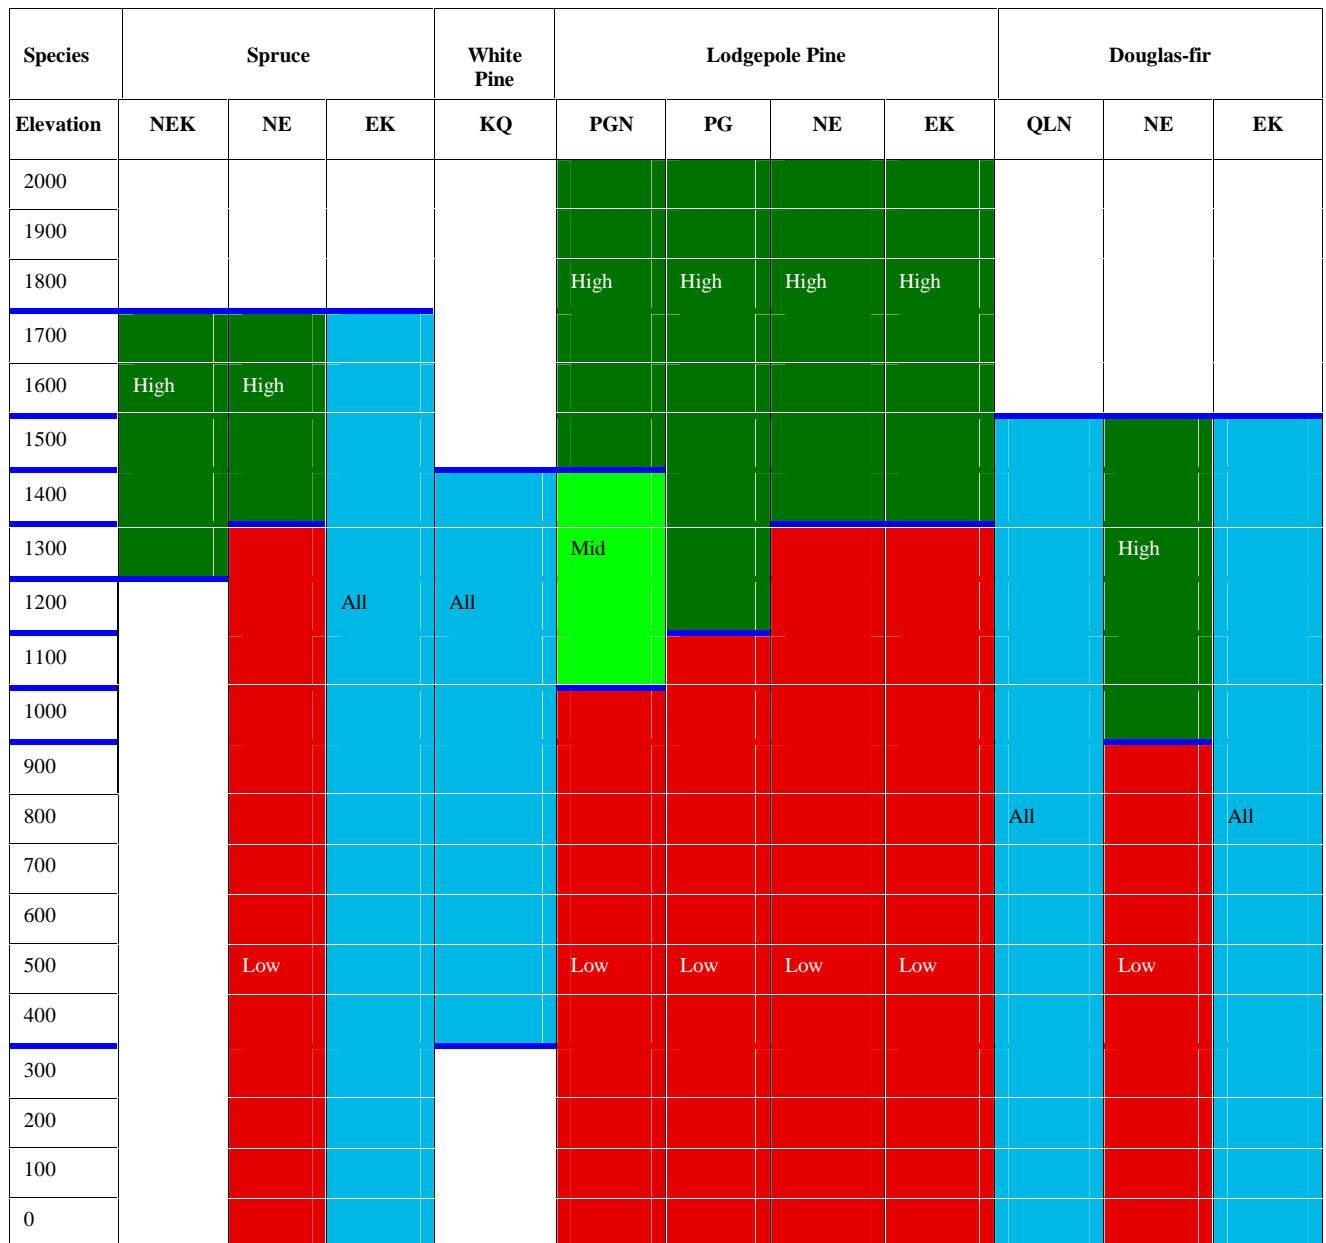 Species Spruce White Pine Lodgepole Pine Douglas-fir
Elevation NEK NE EK KQ PGN PG NE EK QLN NE EK
2000
1900
1800 High High High High
1700
1600 High High
1500
1400
1300 Mid High
1200 All All
1100
1000
900
800 All All
700
600
500 Low Low Low Low Low Low
400
300
200
100
0